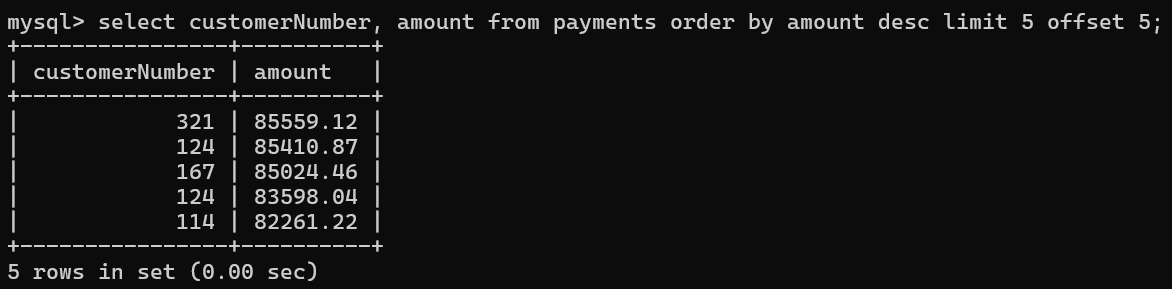 mysql> select customerNumber, amount from payments order by amount desc limit 5 offset 5;
+----------------+----------+
| customerNumber | amount   |
+----------------+----------+
|            321 | 85559.12 |
|            124 | 85410.87 |
|            167 | 85024.46 |
|            124 | 83598.04 |
|            114 | 82261.22 |
+----------------+----------+
5 rows in set (0.00 sec)